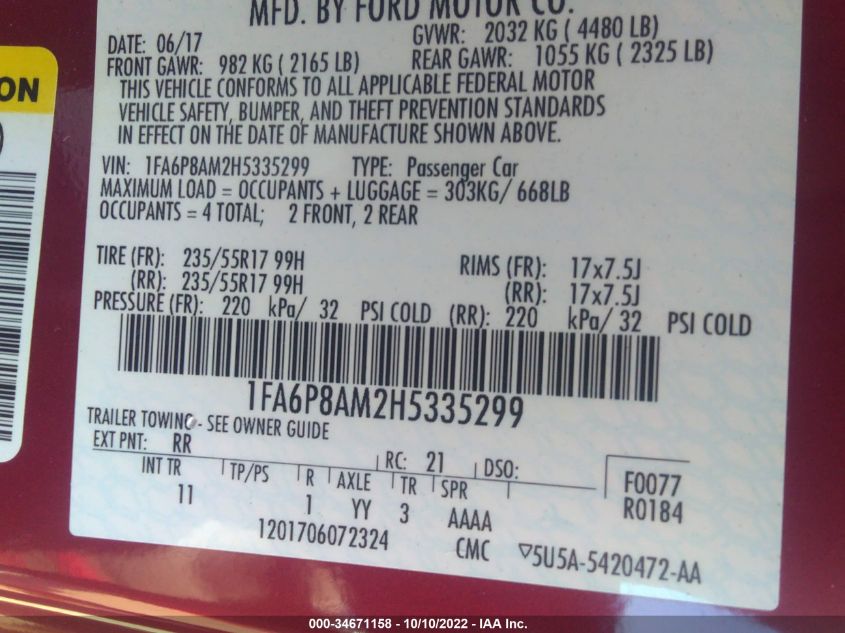 MFD. BY FORD MOTOR CO.
DATE: 06/17 GVWR: 2032 KG ( 4480 LB)
FRONT GAWR: 982 KG ( 2165 LB) REAR GAWR: 1055 KG ( 2325 LB)
THIS VEHICLE CONFORMS TO ALL APPLICABLE FEDERAL MOTOR
VEHICLE SAFETY, BUMPER, AND THEFT PREVENTION STANDARDS
IN EFFECT ON THE DATE OF MANUFACTURE SHOWN ABOVE.
VIN: 1FA6P8AM2H5335299 TYPE: Passenger Car
MAXIMUM LOAD = OCCUPANTS + LUGGAGE = 303KG/ 668LB
OCCUPANTS = 4 TOTAL; 2 FRONT, 2 REAR
TIRE (FR): 235/55R17 99H RIMS (FR): 17x7.5J
(RR): 235/55R17 99H (RR): 17x7.5J
PRESSURE (FR): 220 kPa/ 32 PSI COLD (RR): 220 kPa/ 32 PSI COLD
1FA6P8AM2H5335299
TRAILER TOWING - SEE OWNER GUIDE
EXT PNT: RR RC: 21 DSO:
INT TR TP/PS R AXLE TR SPR F0077
11 1 YY 3 AAAA R0184
1201706072324 CMC ▽5U5A-5420472-AA
ON
000-34671158 - 10/10/2022 - IAA Inc.